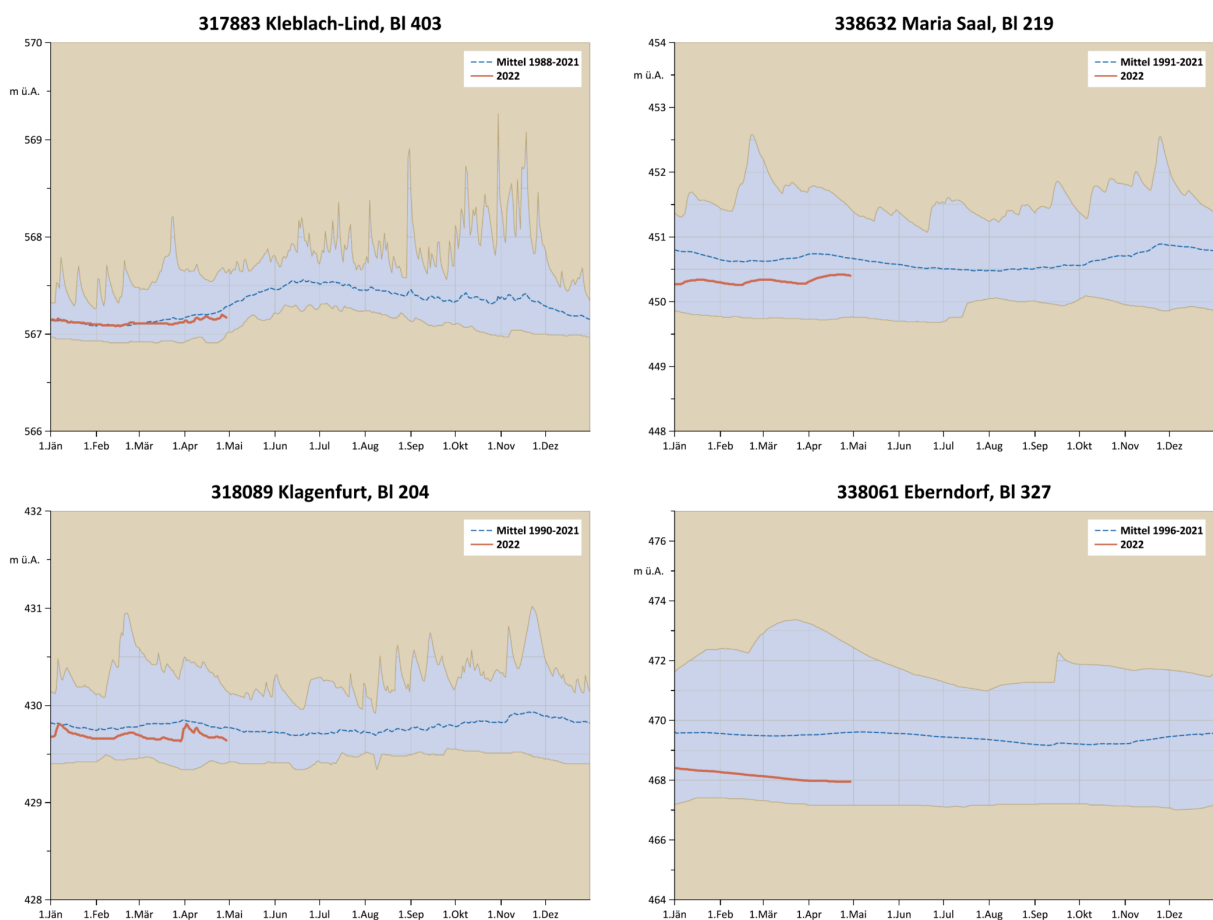 317883 Kleblach-Lind, Bl 403
570
m ü.A.
569
568
567
566
Mittel 1988-2021
2022
1.Jän 1.Feb 1.Mär 1.Apr 1.Mai 1.Jun 1.Jul 1.Aug 1.Sep 1.Okt 1.Nov 1.Dez
338632 Maria Saal, Bl 219
454
m ü.A.
453
452
451
450
449
448
Mittel 1991-2021
2022
1.Jän 1.Feb 1.Mär 1.Apr 1.Mai 1.Jun 1.Jul 1.Aug 1.Sep 1.Okt 1.Nov 1.Dez
318089 Klagenfurt, Bl 204
432
m ü.A.
431
430
429
428
Mittel 1990-2021
2022
1.Jän 1.Feb 1.Mär 1.Apr 1.Mai 1.Jun 1.Jul 1.Aug 1.Sep 1.Okt 1.Nov 1.Dez
338061 Eberndorf, Bl 327
476
m ü.A.
474
472
470
468
466
464
Mittel 1996-2021
2022
1.Jän 1.Feb 1.Mär 1.Apr 1.Mai 1.Jun 1.Jul 1.Aug 1.Sep 1.Okt 1.Nov 1.Dez